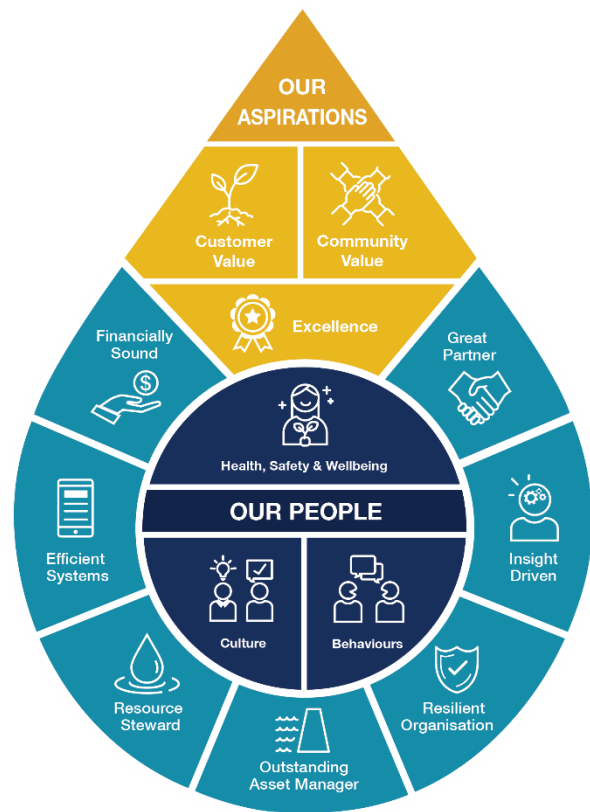 OUR
ASPIRATIONS
Customer
Value
Community
Value
Excellence
Financially
Sound
$
Great
Partner
Health, Safety & Wellbeing
OUR PEOPLE
Efficient
Systems
Insight
Driven
Culture
Behaviours
Resource
Steward
Resilient
Organisation
Outstanding
Asset Manager